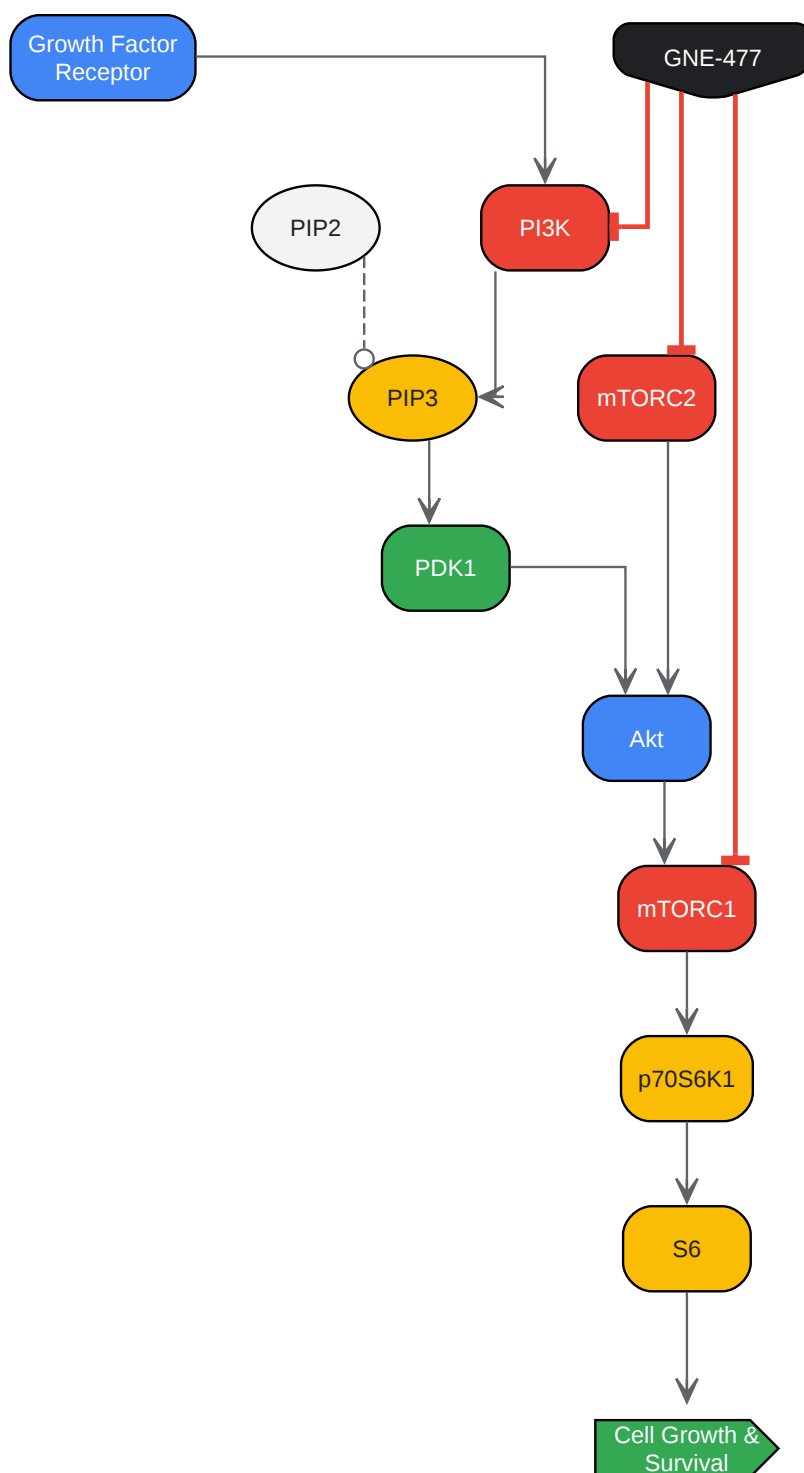 Growth Factor
Receptor
GNE-477
PIP2
PI3K
PIP3
mTORC2
PDK1
Akt
mTORC1
p70S6K1
S6
Cell Growth &
Survival